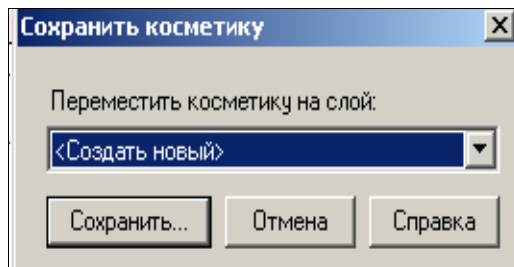 Сохранить косметику
Переместить косметику на слой:
<Создать новый>
Сохранить... Отмена Справка